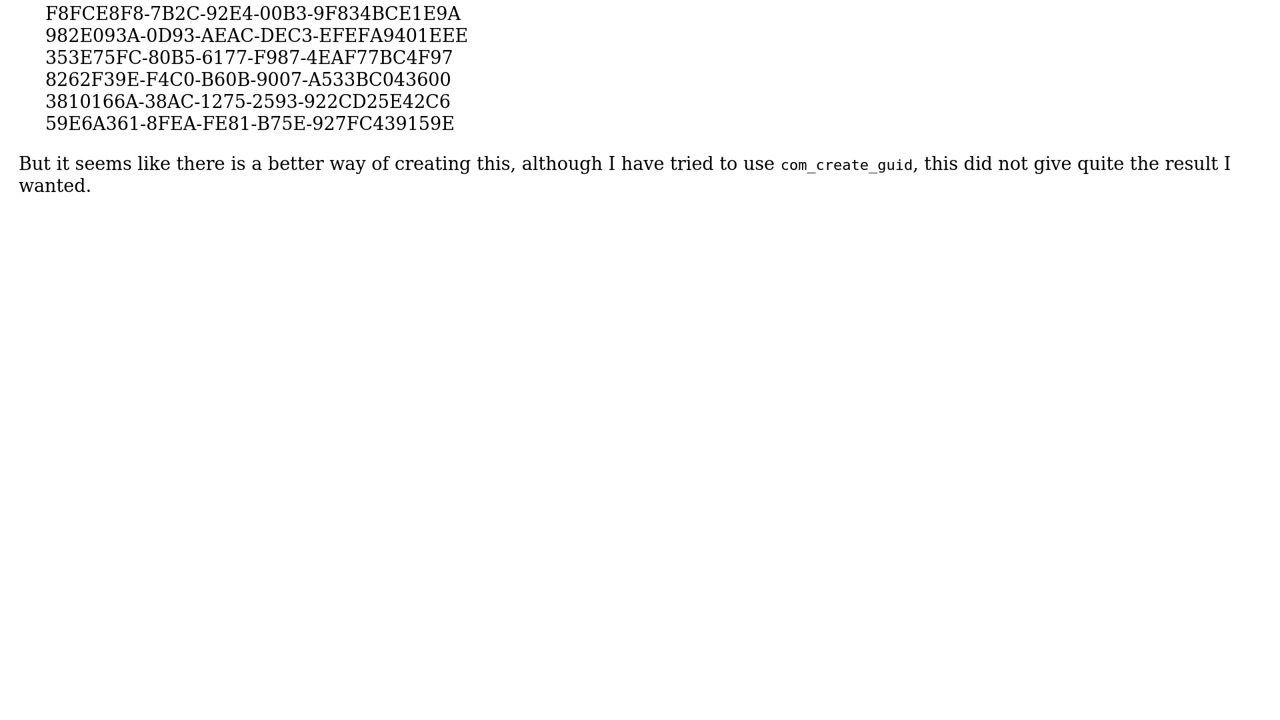 F8FCE8F8-7B2C-92E4-00B3-9F834BCE1E9A
982E093A-0D93-AEAC-DEC3-EFEFA9401EEE
353E75FC-80B5-6177-F987-4EAF77BC4F97
8262F39E-F4C0-B60B-9007-A533BC043600
3810166A-38AC-1275-2593-922CD25E42C6
59E6A361-8FEA-FE81-B75E-927FC439159E
But it seems like there is a better way of creating this, although I have tried to use com_create_guid, this did not give quite the result I
wanted.